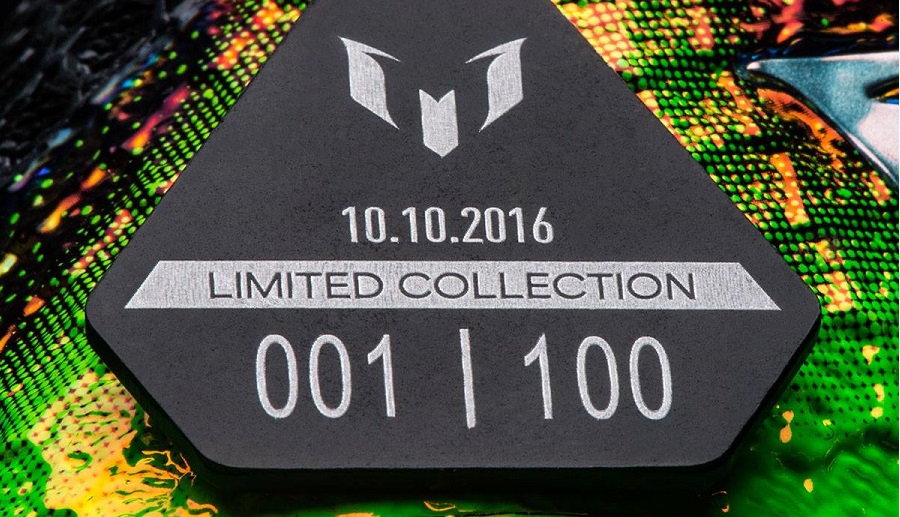 10.10.2016
LIMITED COLLECTION
001 | 100